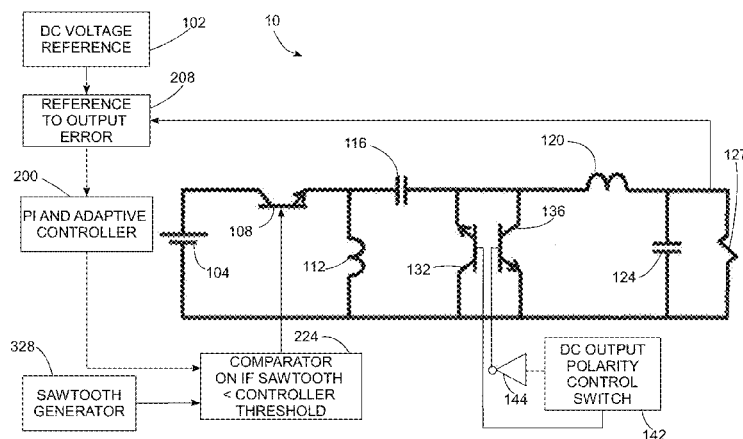 DC VOLTAGE
REFERENCE
102
10
208
REFERENCE
TO OUTPUT
ERROR
200
PI AND ADAPTIVE
CONTROLLER
104
108
112
116
120
127
136
132
124
328
SAWTOOTH
GENERATOR
224
COMPARATOR
ON IF SAWTOOTH
< CONTROLLER
THRESHOLD
144
DC OUTPUT
POLARITY
CONTROL
SWITCH
142